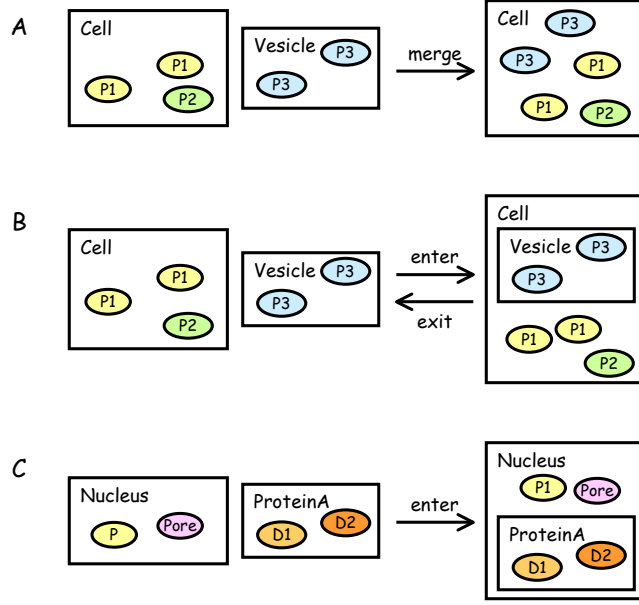 A
Cell
P1
P1
P2
Vesicle
P3
P3
merge
Cell
P3
P3
P1
P1
P2
B
Cell
P1
P1
P2
Vesicle
P3
P3
enter
exit
Cell
Vesicle
P3
P3
P1
P1
P2
C
Nucleus
P
Pore
ProteinA
D1
D2
enter
Nucleus
P1
Pore
ProteinA
D1
D2